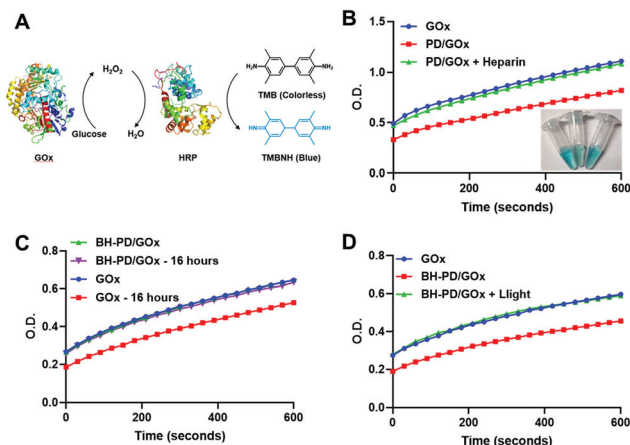 A
GOx
Glucose
H₂O₂
H₂O
HRP
H₂N
NH₂
TMB (Colorless)
HN
NH
TMBNH (Blue)
B
GOx
PD/GOx
PD/GOx + Heparin
O.D.
1.5
1.0
0.5
0.0
0
200
400
600
Time (seconds)
C
BH-PD/GOx
BH-PD/GOx - 16 hours
GOx
GOx - 16 hours
O.D.
0.8
0.6
0.4
0.2
0.0
0
200
400
600
Time (seconds)
D
GOx
BH-PD/GOx
BH-PD/GOx + Llight
O.D.
0.8
0.6
0.4
0.2
0.0
0
200
400
600
Time (seconds)